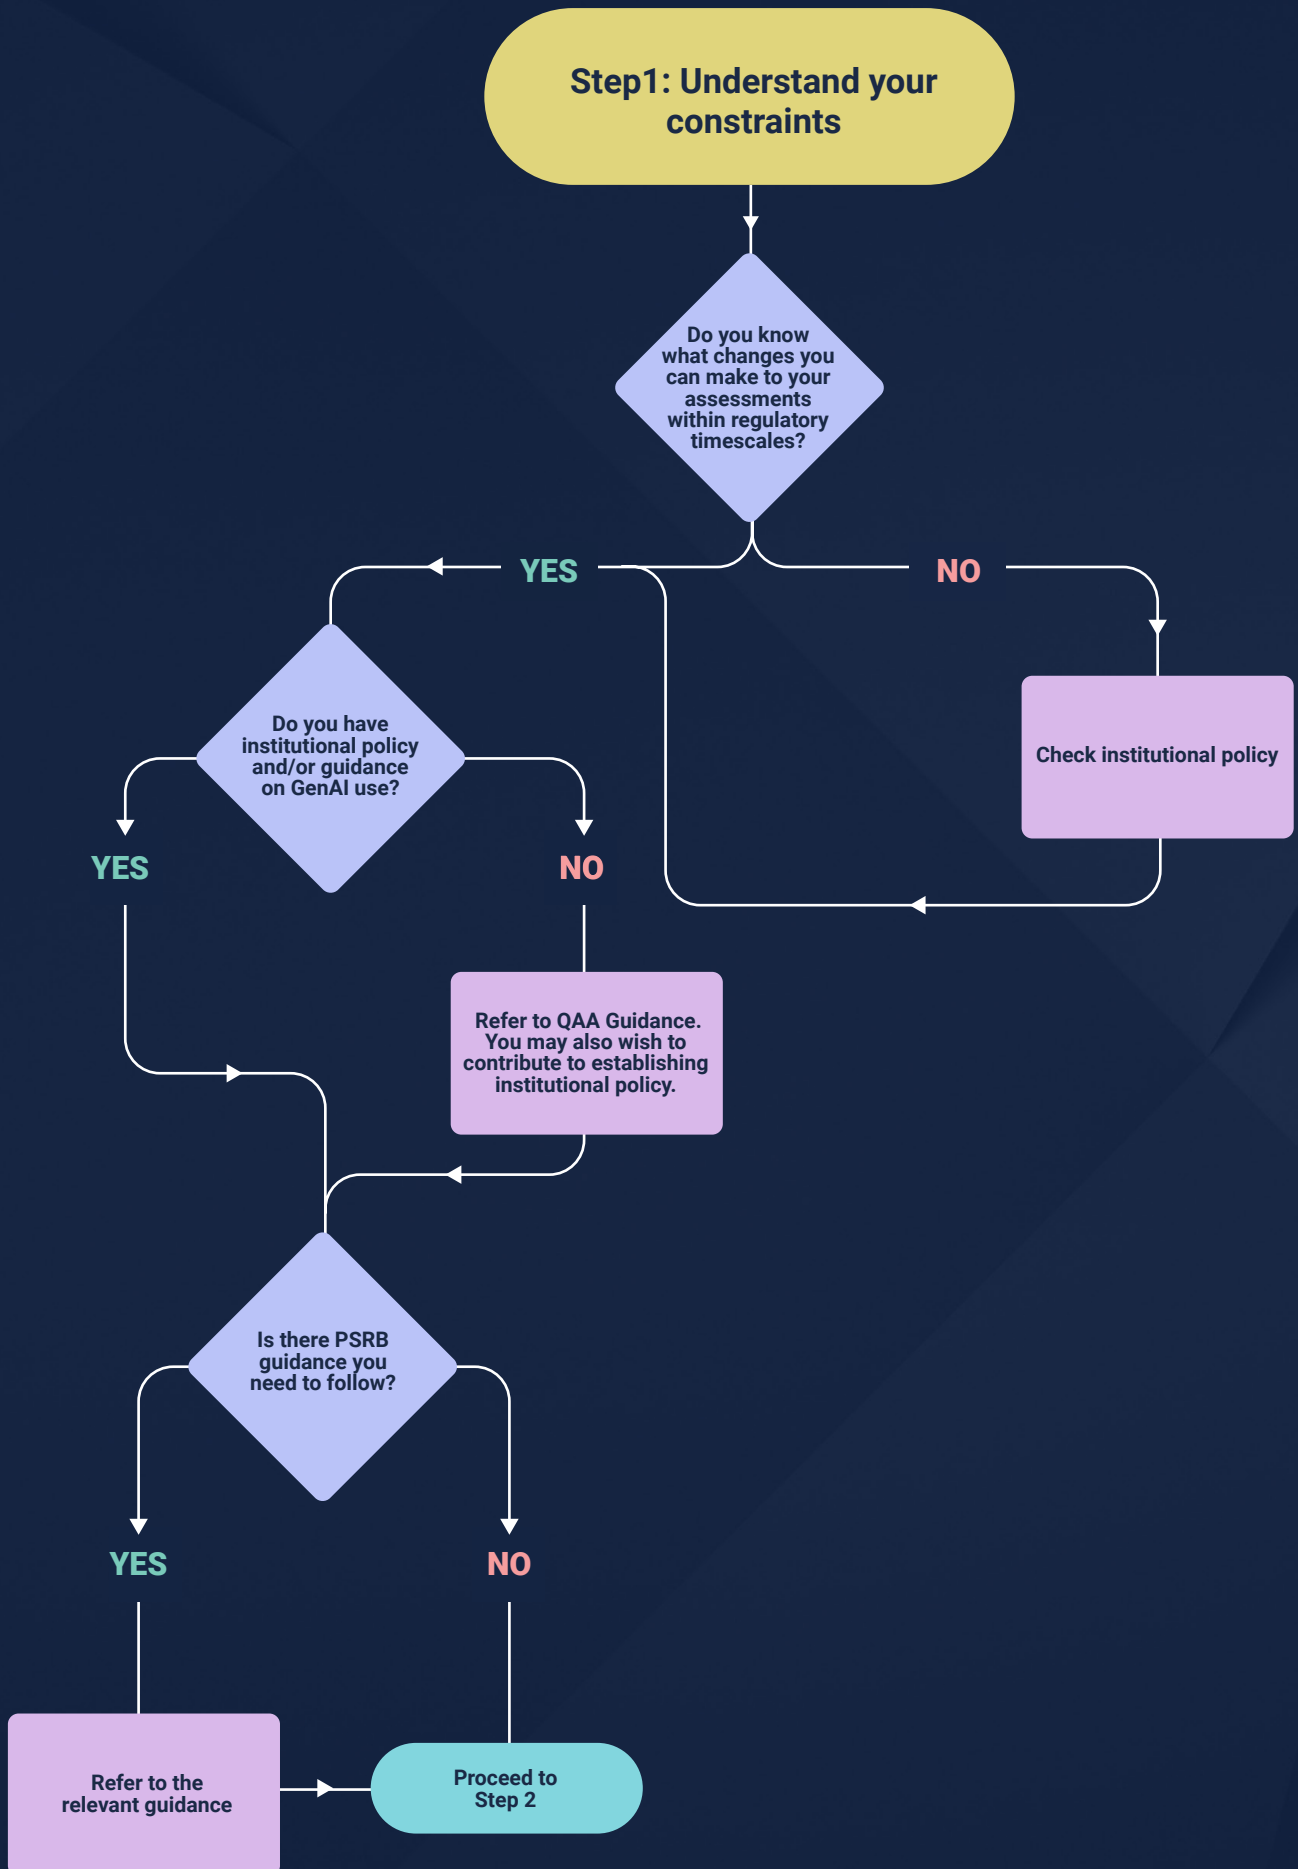 Step1: Understand your
constraints
Do you know
what changes you
can make to your
assessments
within regulatory
timescales?
YES
NO
Do you have
institutional policy
and/or guidance
on GenAI use?
Check institutional policy
YES
NO
Refer to QAA Guidance.
You may also wish to
contribute to establishing
institutional policy.
Is there PSRB
guidance you
need to follow?
YES
NO
Refer to the
relevant guidance
Proceed to
Step 2